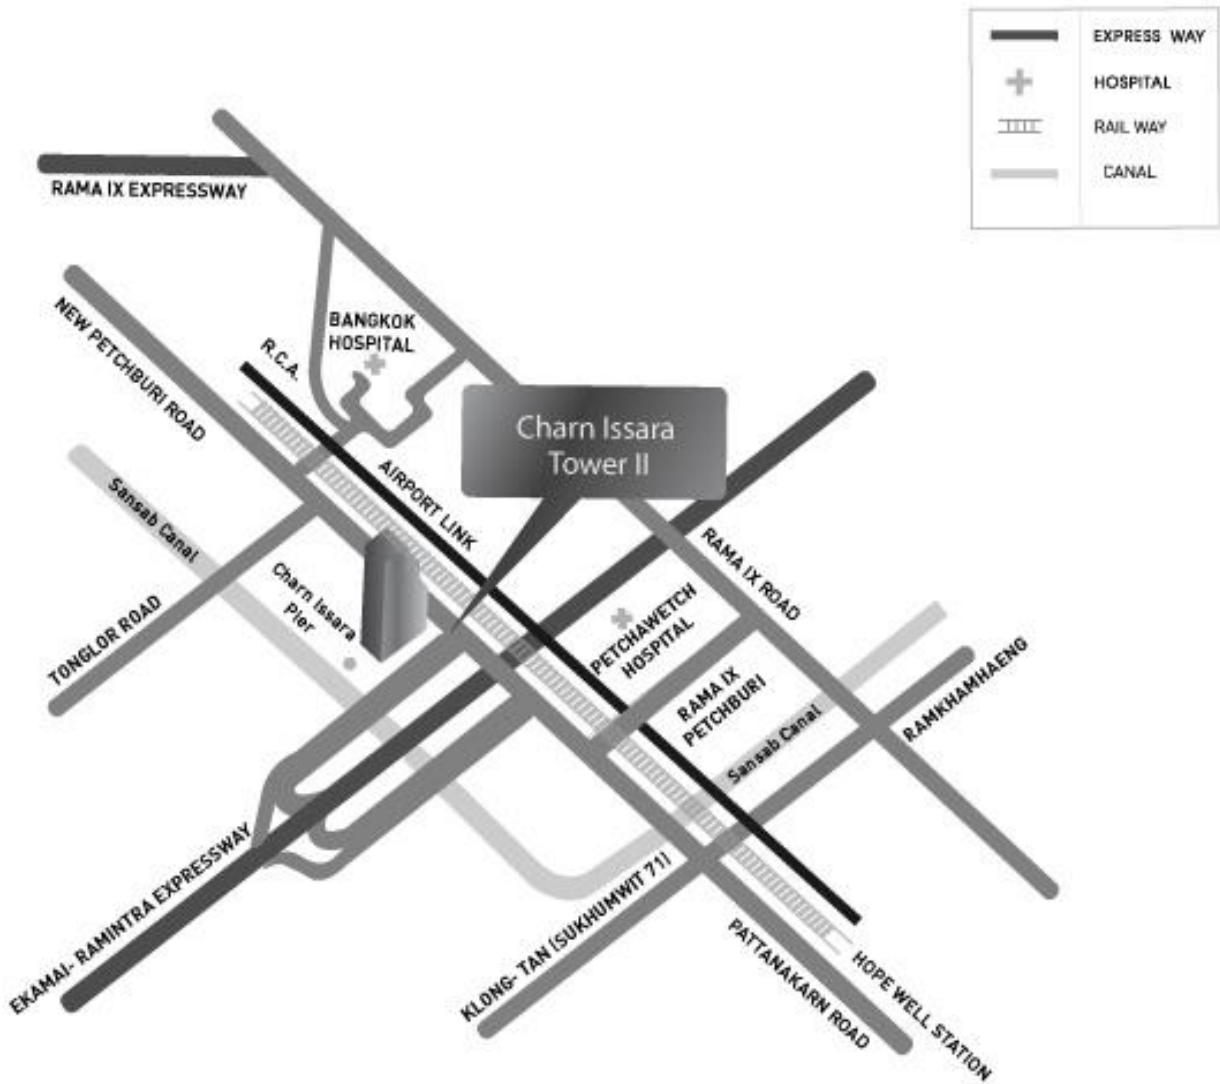 EXPRESS WAY
HOSPITAL
RAIL WAY
CANAL
RAMA IX EXPRESSWAY
NEW PETCHBURI ROAD
R.C.A.
BANGKOK
HOSPITAL
AIRPORT LINK
Charn Issara
Tower II
Sansab Canal
TONGLOR ROAD
Charn Issara
Pier
RAMA IX ROAD
PETCHAWETCH
HOSPITAL
RAMA IX
PETCHBURI
Sansab Canal
RAMKHAMHAENG
EKAMAI- RAMINTRA EXPRESSWAY
KLONG- TAN (SUKHUMWIT 71)
PATTANAKARN ROAD
HOPE WELL STATION